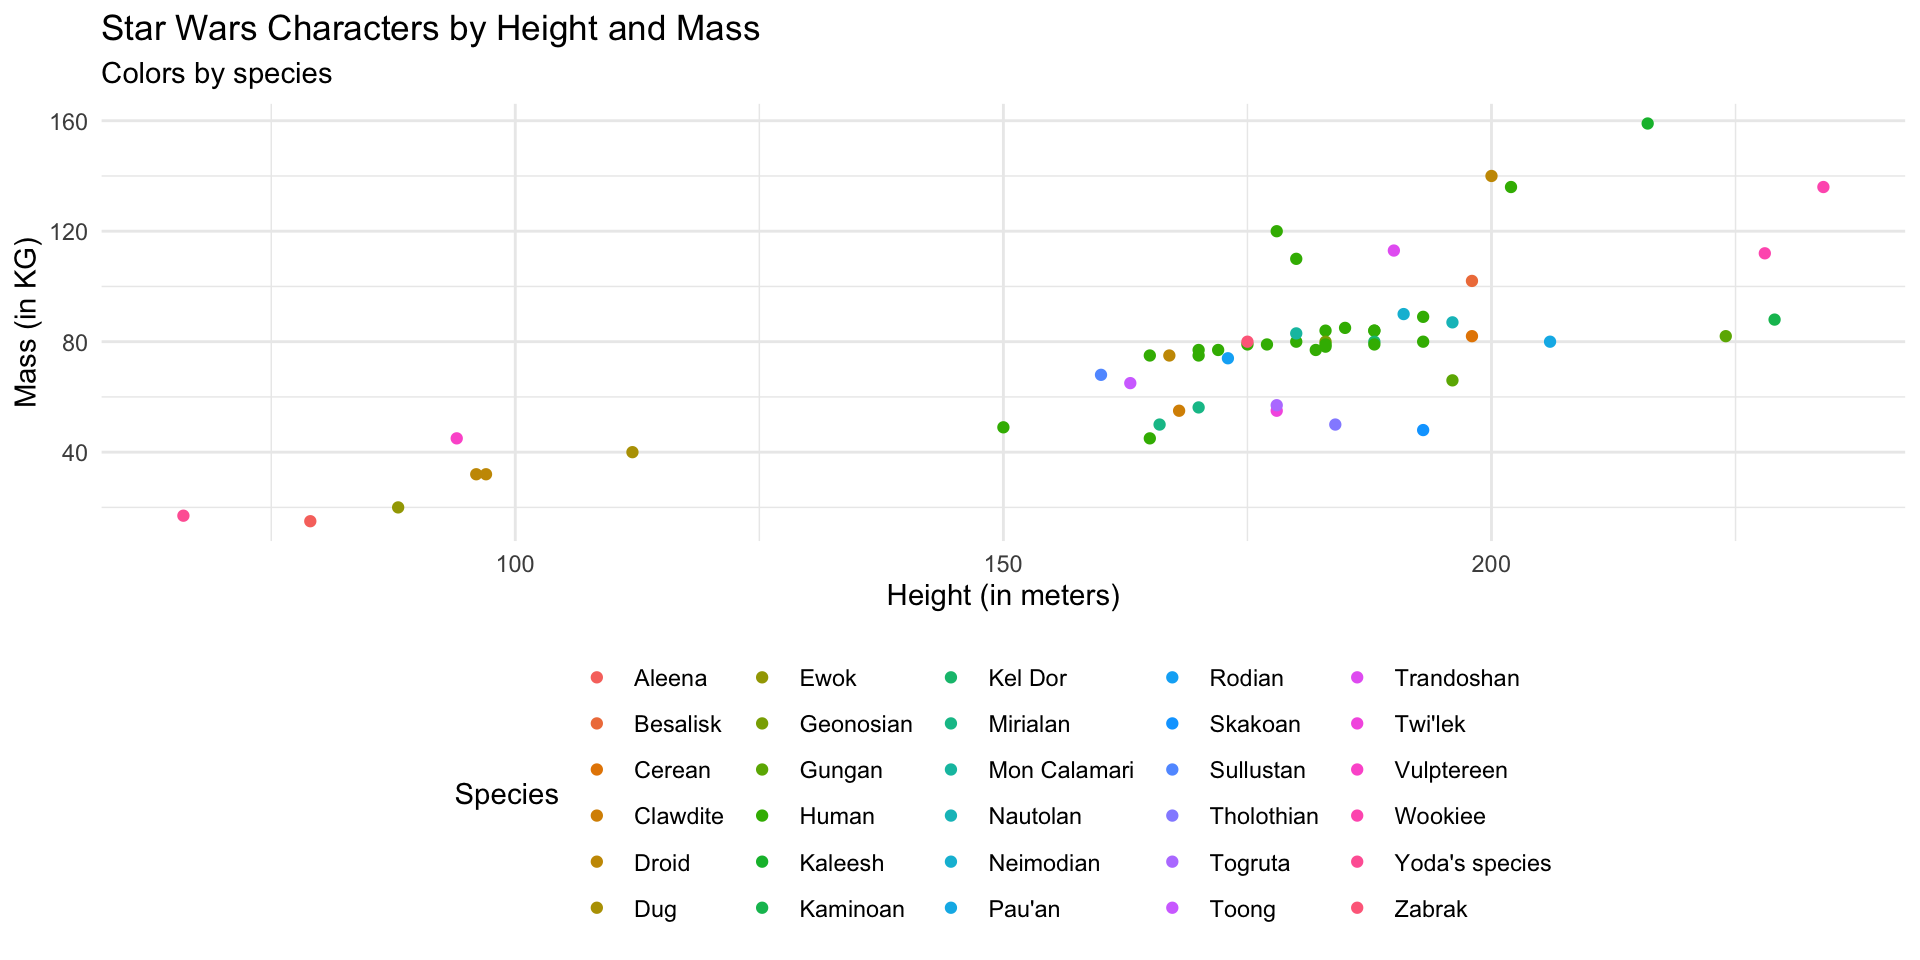 Star Wars Characters by Height and Mass
Colors by species
160
120
80
40
Mass (in KG)
100 150 200
Height (in meters)
Species
Aleena Ewok Kel Dor Rodian Trandoshan
Besalisk Geonosian Mirialan Skakoan Twi'lek
Cerean Gungan Mon Calamari Sullustan Vulptereen
Clawdite Human Nautolan Tholothian Wookiee
Droid Kaleesh Neimodian Togruta Yoda's species
Dug Kaminoan Pau'an Toong Zabrak